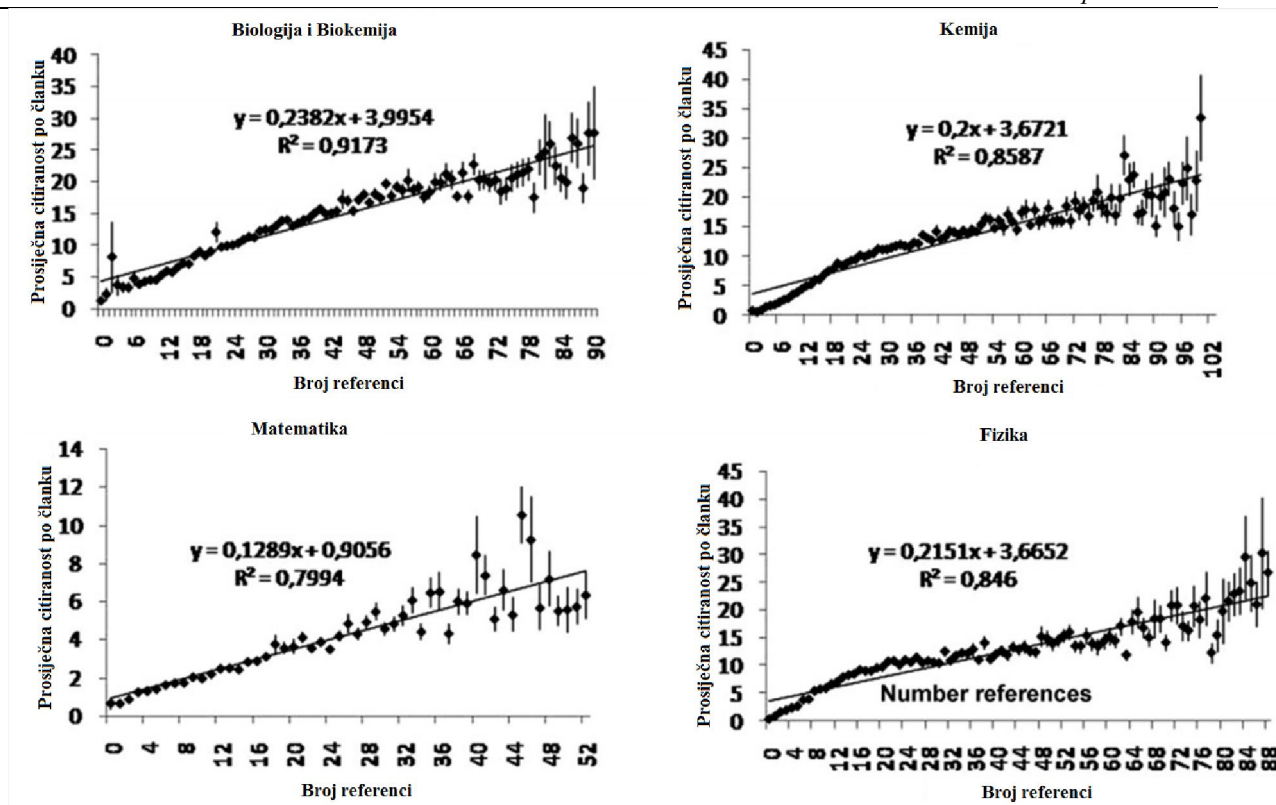 Biologija i Biokemija
Prosiječna citiranost po članku
40
35
30
25
20
15
10
5
0
y = 0,2382x + 3,9954
R² = 0,9173
0 6 12 18 24 30 36 42 48 54 60 66 72 78 84 90
Broj referenci
Kemija
Prosiječna citiranost po članku
45
40
35
30
25
20
15
10
5
0
y = 0,2x + 3,6721
R² = 0,8587
0 6 12 18 24 30 36 42 48 54 60 66 72 78 84 90 96 102
Broj referenci
Matematika
Prosiječna citiranost po članku
14
12
10
8
6
4
2
0
y = 0,1289x + 0,9056
R² = 0,7994
0 4 8 12 16 20 24 28 32 36 40 44 48 52
Broj referenci
Fizika
Prosiječna citiranost po članku
45
40
35
30
25
20
15
10
5
0
y = 0,2151x + 3,6652
R² = 0,846
Number references
0 4 8 12 16 20 24 28 32 36 40 44 48 52 56 60 64 68 72 76 80 84 88
Broj referenci